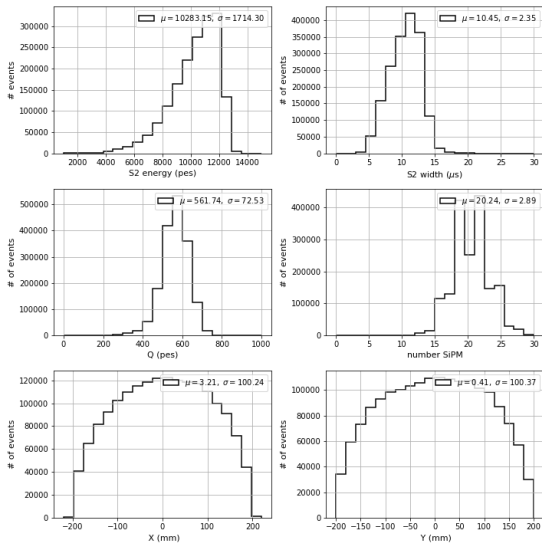 μ = 10283.15, σ = 1714.30
# events
300000
250000
200000
150000
100000
50000
0
2000 4000 6000 8000 10000 12000 14000
S2 energy (pes)
μ = 10.45, σ = 2.35
# of events
400000
350000
300000
250000
200000
150000
100000
50000
0
0 5 10 15 20 25 30
S2 width (μs)
μ = 561.74, σ = 72.53
# of events
500000
400000
300000
200000
100000
0
0 200 400 600 800 1000
Q (pes)
μ = 20.24, σ = 2.89
# of events
400000
300000
200000
100000
0
0 5 10 15 20 25 30
number SiPM
μ = 3.21, σ = 100.24
# of events
120000
100000
80000
60000
40000
20000
0
−200 −100 0 100 200
X (mm)
μ = 0.41, σ = 100.37
# of events
100000
80000
60000
40000
20000
0
−200 −150 −100 −50 0 50 100 150 200
Y (mm)